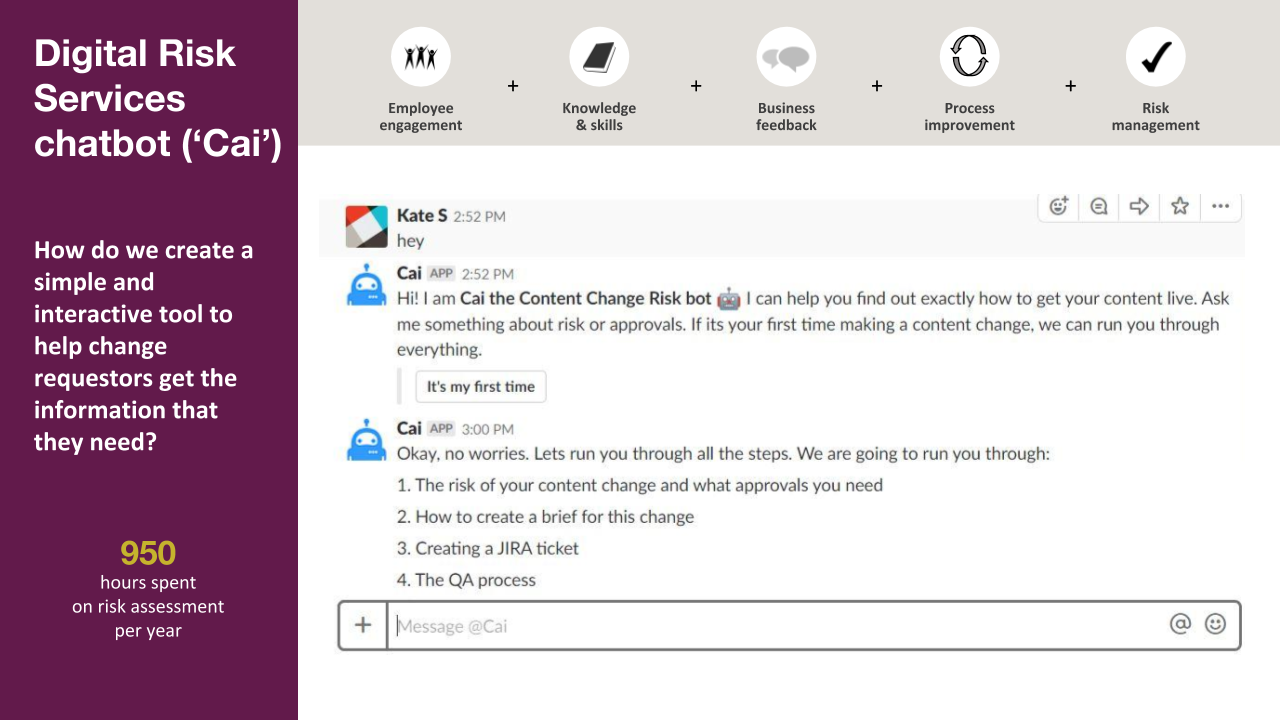 Digital Risk
Services
chatbot (‘Cai’)
How do we create a
simple and
interactive tool to
help change
requestors get the
information that
they need?
950
hours spent
on risk assessment
per year
Employee
engagement
+
Knowledge
& skills
+
Business
feedback
+
Process
improvement
+
Risk
management
Kate S 2:52 PM
hey
Cai APP 2:52 PM
Hi! I am Cai the Content Change Risk bot 🤖 I can help you find out exactly how to get your content live. Ask
me something about risk or approvals. If its your first time making a content change, we can run you through
everything.
It's my first time
Cai APP 3:00 PM
Okay, no worries. Lets run you through all the steps. We are going to run you through:
1. The risk of your content change and what approvals you need
2. How to create a brief for this change
3. Creating a JIRA ticket
4. The QA process
+ Message @Cai @